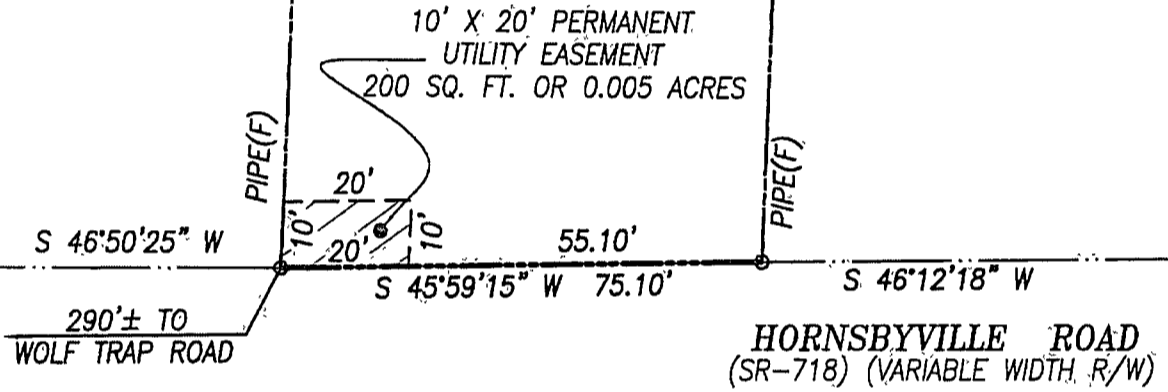 10' X 20' PERMANENT
UTILITY EASEMENT
200 SQ. FT. OR 0.005 ACRES
PIPE(F)
PIPE(F)
20'
10'
20'
10'
S 46°50'25" W
55.10'
S 45°59'15" W 75.10'
S 46°12'18" W
290'± TO
WOLF TRAP ROAD
HORNSBYVILLE ROAD
(SR-718) (VARIABLE WIDTH R/W)